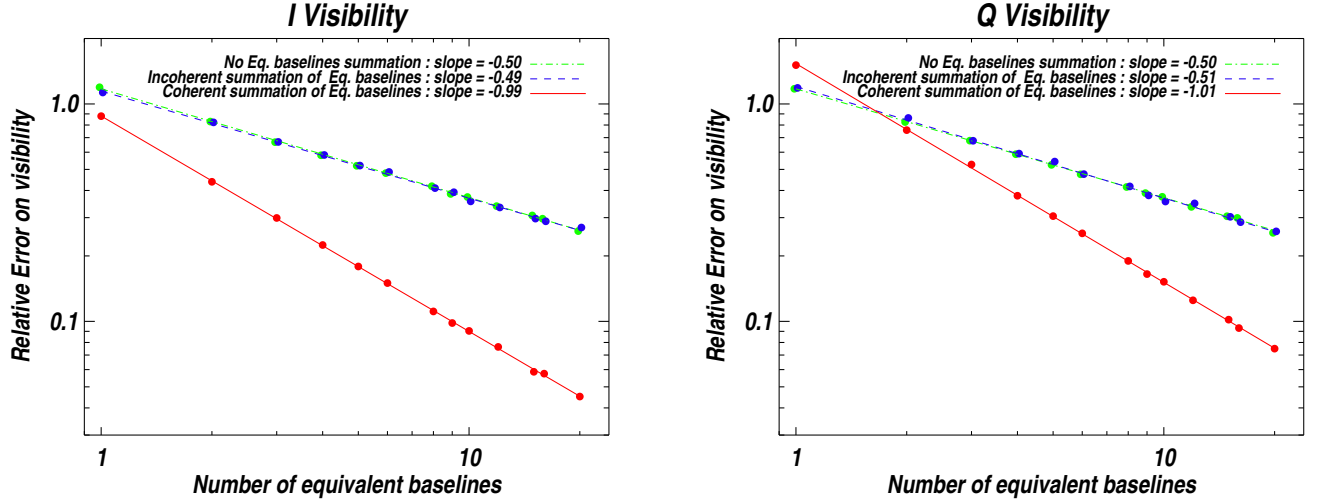 I Visibility
No Eq. baselines summation : slope = -0.50
Incoherent summation of Eq. baselines : slope = -0.49
Coherent summation of Eq. baselines : slope = -0.99
1.0
0.1
1
10
Relative Error on visibility
Number of equivalent baselines
Q Visibility
No Eq. baselines summation : slope = -0.50
Incoherent summation of Eq. baselines : slope = -0.51
Coherent summation of Eq. baselines : slope = -1.01
1.0
0.1
1
10
Relative Error on visibility
Number of equivalent baselines